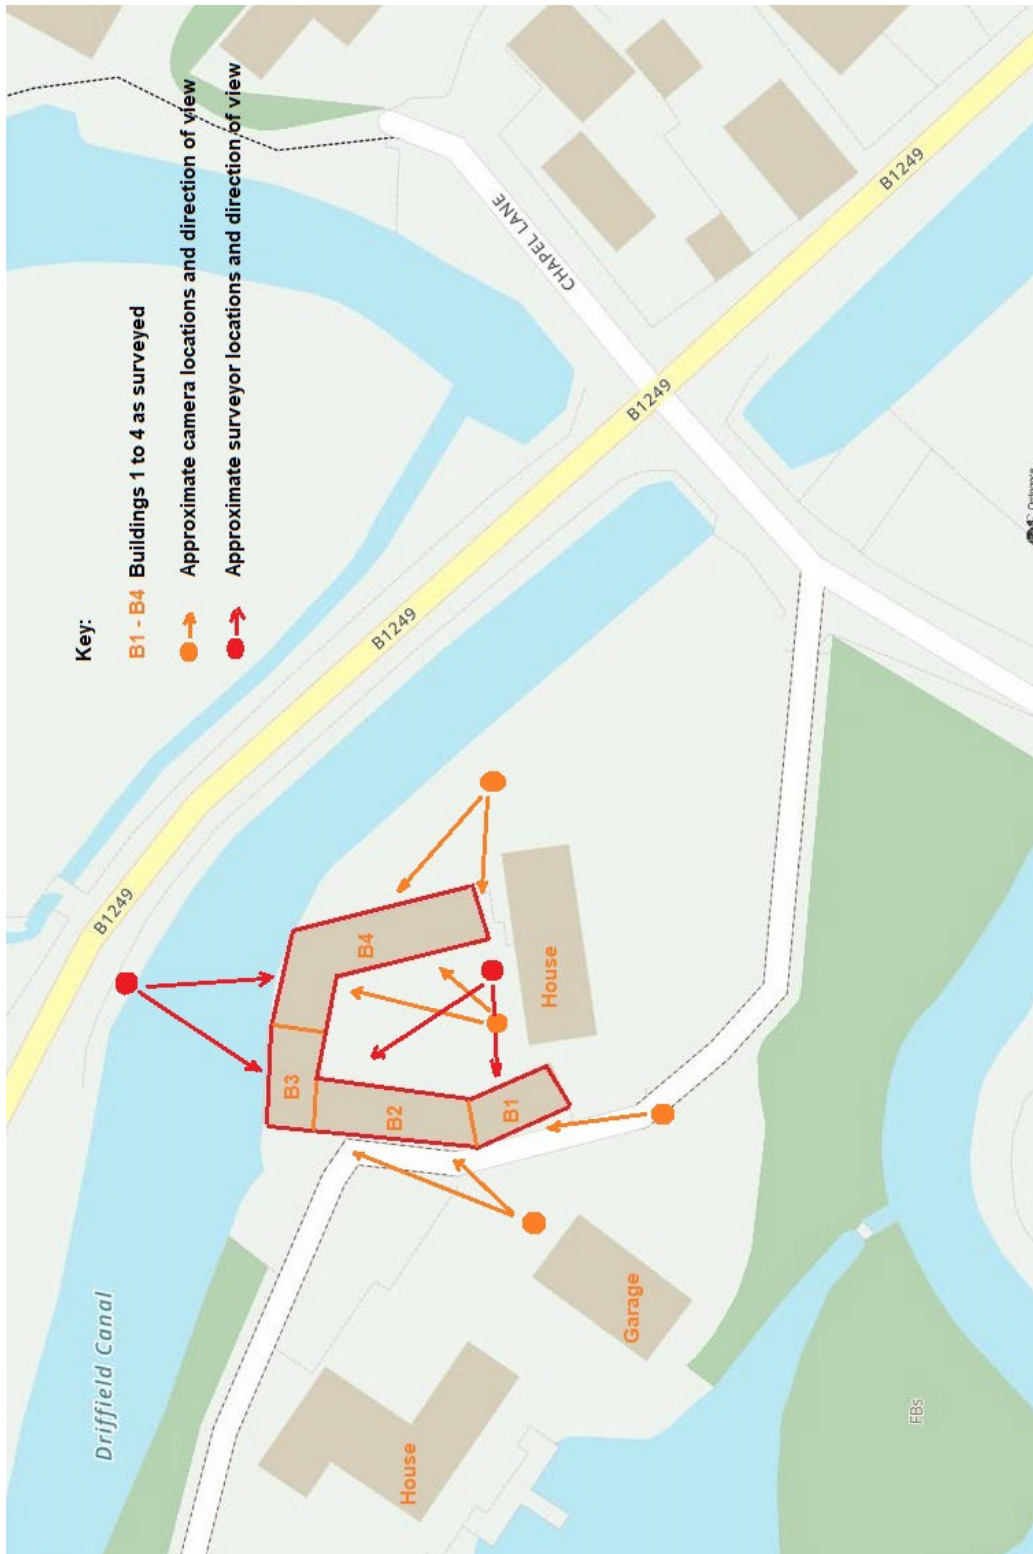 Key:
B1 - B4 Buildings 1 to 4 as surveyed
Approximate camera locations and direction of view
Approximate surveyor locations and direction of view
Driffield Canal
B1249
B1249
B1249
B1249
CHAPEL LANE
B3
B4
B2
B1
House
House
Garage
FBs